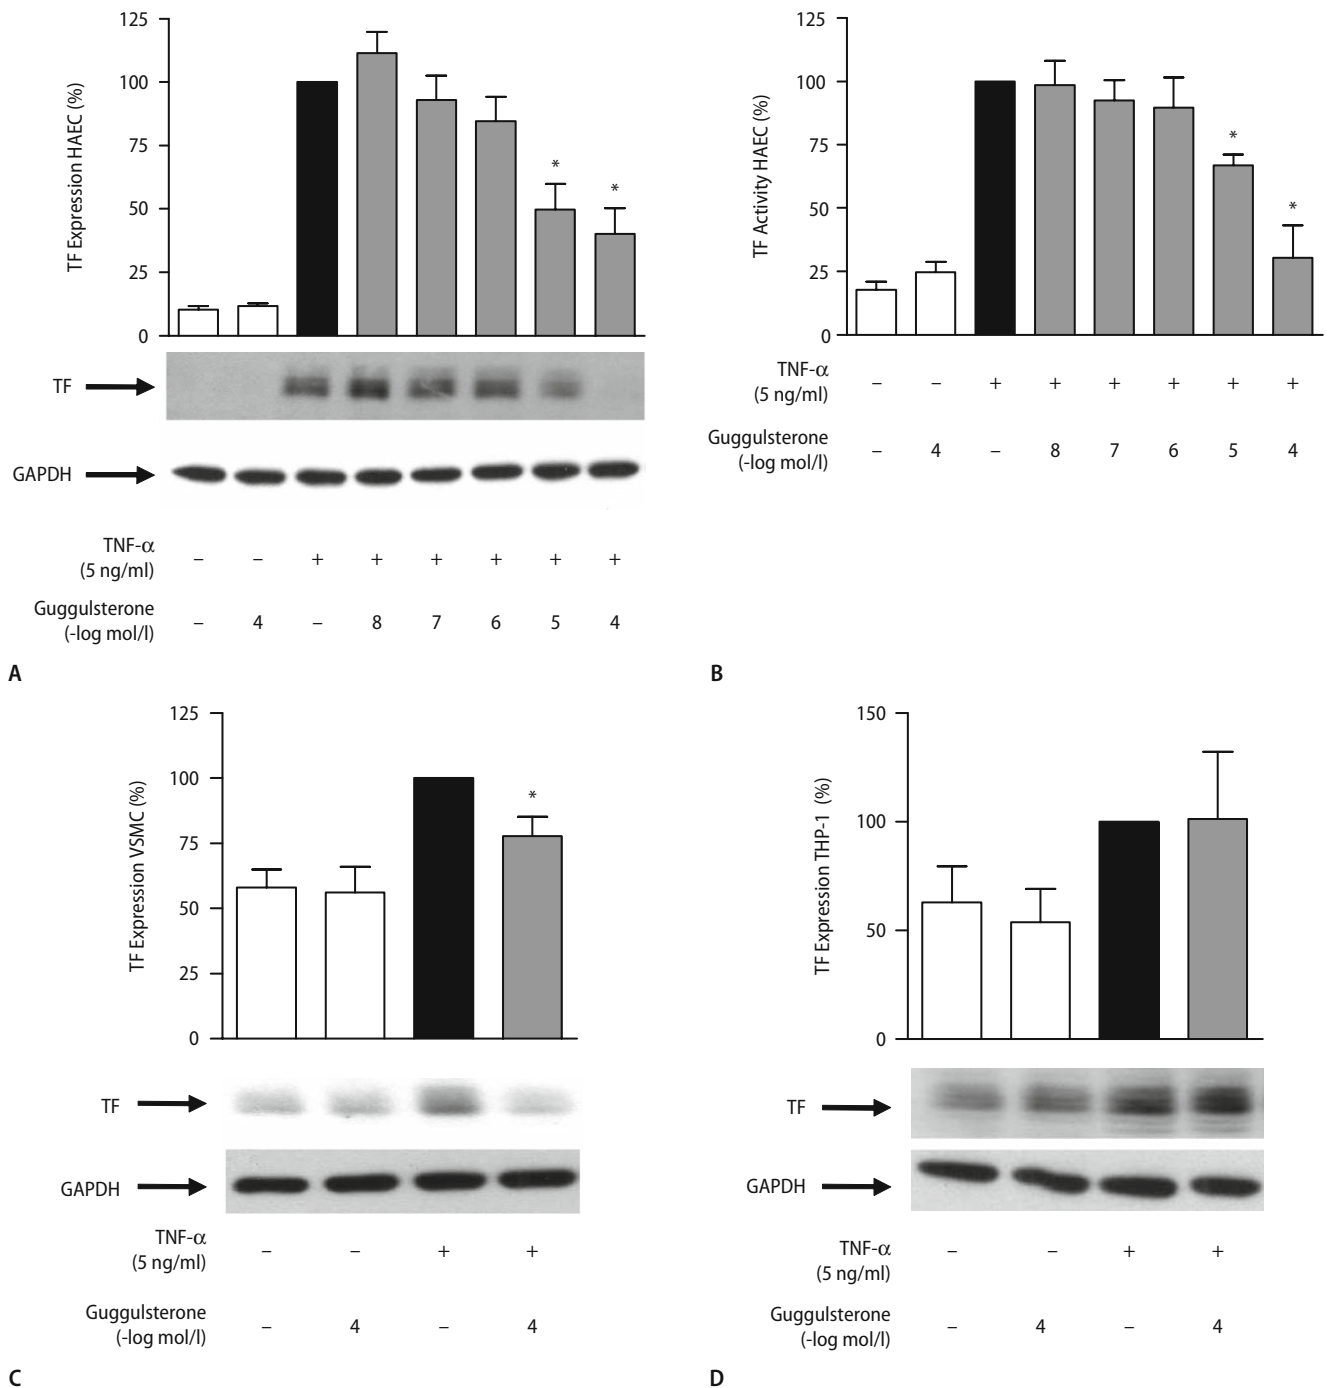 125
100
75
50
25
0
TF Expression HAEC (%)
*
*
TF
GAPDH
TNF-α
(5 ng/ml)
– – + + + + + +
Guggulsterone
(-log mol/l)
– 4 – 8 7 6 5 4
A
125
100
75
50
25
0
TF Activity HAEC (%)
*
*
TNF-α
(5 ng/ml)
– – + + + + + +
Guggulsterone
(-log mol/l)
– 4 – 8 7 6 5 4
B
125
100
75
50
25
0
TF Expression VSMC (%)
*
TF
GAPDH
TNF-α
(5 ng/ml)
– – + +
Guggulsterone
(-log mol/l)
– 4 – 4
C
150
100
50
0
TF Expression THP-1 (%)
TF
GAPDH
TNF-α
(5 ng/ml)
– – + +
Guggulsterone
(-log mol/l)
– 4 – 4
D